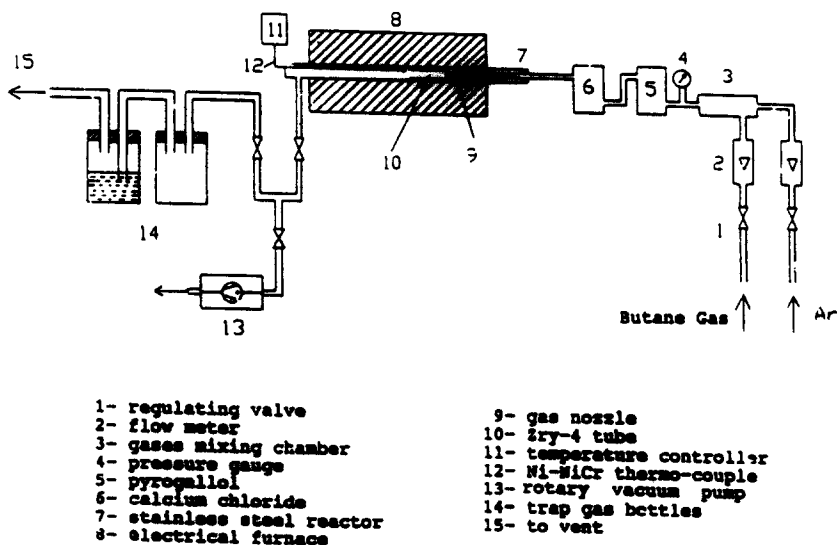 11
8
15
12
7
4
3
6
5
10
9
2
14
1
13
Butane Gas
Ar
1- regulating valve
2- flow meter
3- gases mixing chamber
4- pressure gauge
5- pyrogallol
6- calcium chloride
7- stainless steel reactor
8- electrical furnace
9- gas nozzle
10- Zry-4 tube
11- temperature controller
12- Ni-NiCr thermo-couple
13- rotary vacuum pump
14- trap gas bottles
15- to vent